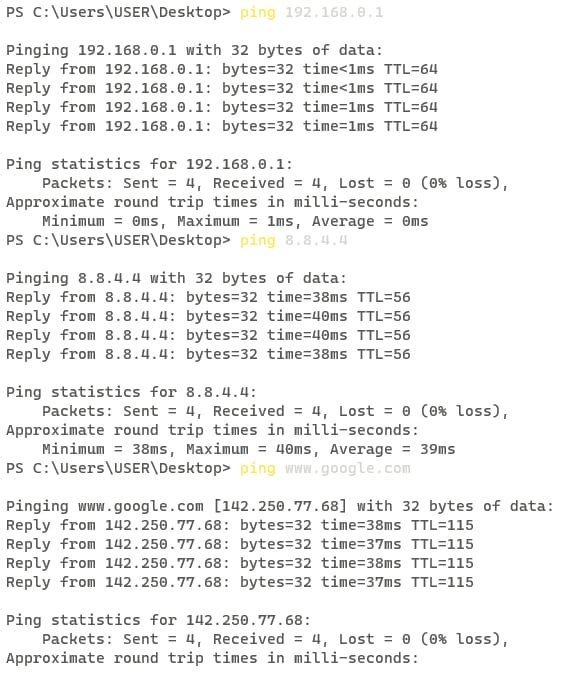 PS C:\Users\USER\Desktop> ping 192.168.0.1

Pinging 192.168.0.1 with 32 bytes of data:
Reply from 192.168.0.1: bytes=32 time<1ms TTL=64
Reply from 192.168.0.1: bytes=32 time<1ms TTL=64
Reply from 192.168.0.1: bytes=32 time=1ms TTL=64
Reply from 192.168.0.1: bytes=32 time=1ms TTL=64

Ping statistics for 192.168.0.1:
    Packets: Sent = 4, Received = 4, Lost = 0 (0% loss),
Approximate round trip times in milli-seconds:
    Minimum = 0ms, Maximum = 1ms, Average = 0ms
PS C:\Users\USER\Desktop> ping 8.8.4.4

Pinging 8.8.4.4 with 32 bytes of data:
Reply from 8.8.4.4: bytes=32 time=38ms TTL=56
Reply from 8.8.4.4: bytes=32 time=40ms TTL=56
Reply from 8.8.4.4: bytes=32 time=40ms TTL=56
Reply from 8.8.4.4: bytes=32 time=38ms TTL=56

Ping statistics for 8.8.4.4:
    Packets: Sent = 4, Received = 4, Lost = 0 (0% loss),
Approximate round trip times in milli-seconds:
    Minimum = 38ms, Maximum = 40ms, Average = 39ms
PS C:\Users\USER\Desktop> ping www.google.com

Pinging www.google.com [142.250.77.68] with 32 bytes of data:
Reply from 142.250.77.68: bytes=32 time=38ms TTL=115
Reply from 142.250.77.68: bytes=32 time=37ms TTL=115
Reply from 142.250.77.68: bytes=32 time=38ms TTL=115
Reply from 142.250.77.68: bytes=32 time=37ms TTL=115

Ping statistics for 142.250.77.68:
    Packets: Sent = 4, Received = 4, Lost = 0 (0% loss),
Approximate round trip times in milli-seconds: